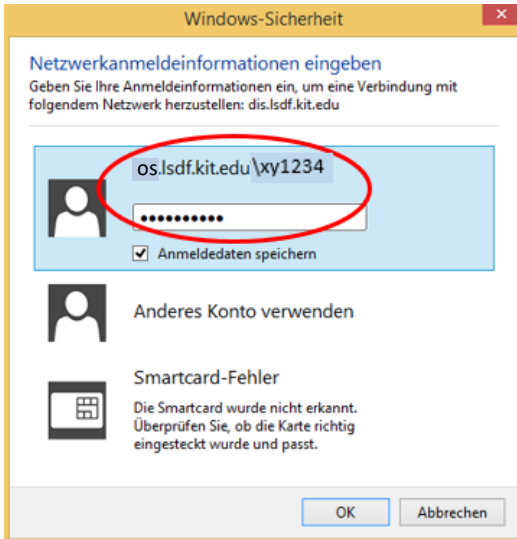 Windows-Sicherheit
Netzwerkanmeldeinformationen eingeben
Geben Sie Ihre Anmeldeinformationen ein, um eine Verbindung mit
folgendem Netzwerk herzustellen: dis.lsdf.kit.edu
os.lsdf.kit.edu\xy1234
••••••••••
Anmeldedaten speichern
Anderes Konto verwenden
Smartcard-Fehler
Die Smartcard wurde nicht erkannt.
Überprüfen Sie, ob die Karte richtig
eingesteckt wurde und passt.
OK
Abbrechen